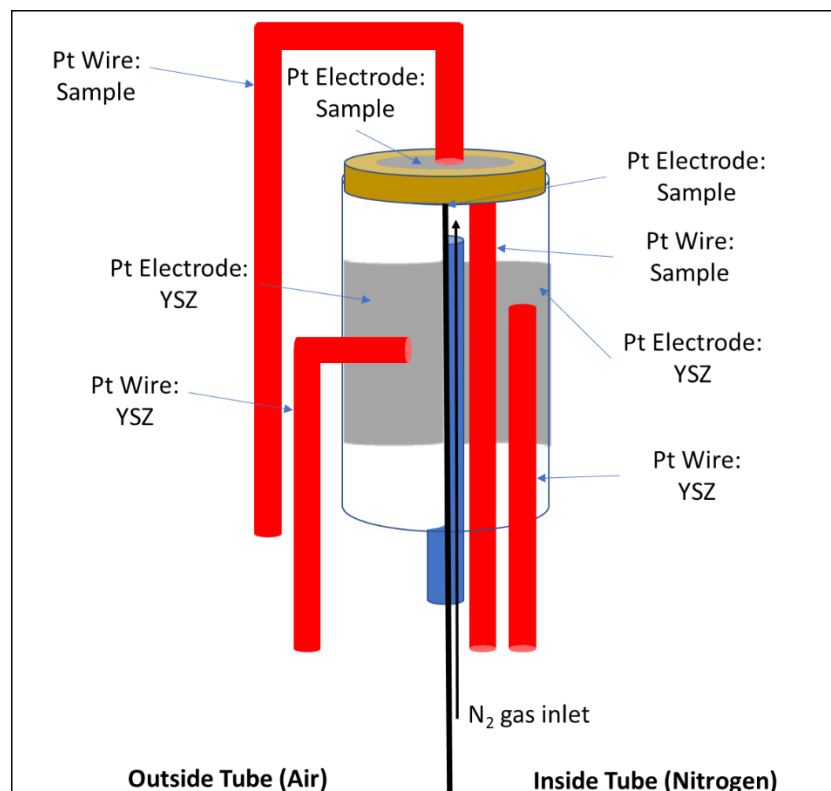 Pt Wire:
Sample
Pt Electrode:
Sample
Pt Electrode:
Sample
Pt Wire:
Sample
Pt Electrode:
YSZ
Pt Electrode:
YSZ
Pt Wire:
YSZ
Pt Wire:
YSZ
N₂ gas inlet
Outside Tube (Air)
Inside Tube (Nitrogen)